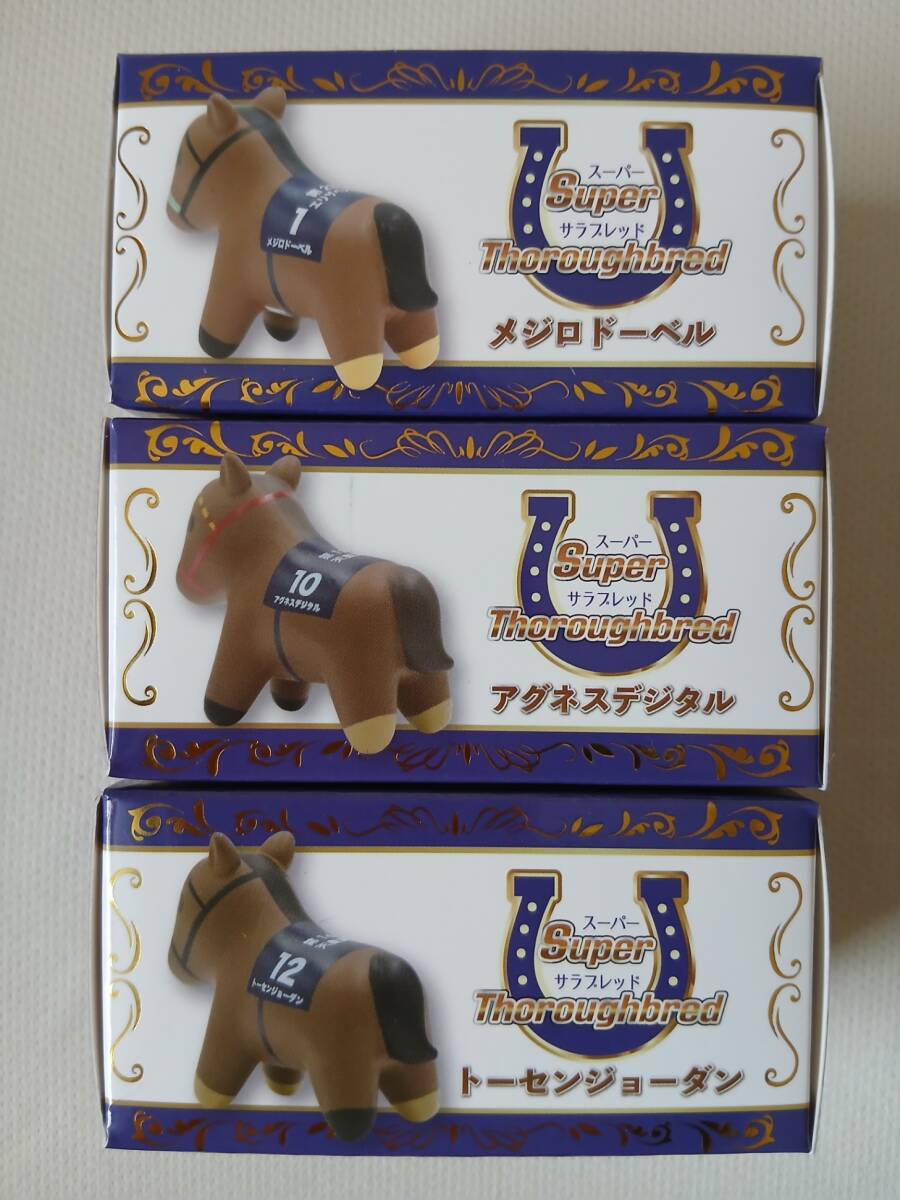 1
メジロドーベル
スーパー
Super
サラブレッド
Thoroughbred
メジロドーベル
10
アグネスデジタル
スーパー
Super
サラブレッド
Thoroughbred
アグネスデジタル
12
トーセンジョーダン
スーパー
Super
サラブレッド
Thoroughbred
トーセンジョーダン